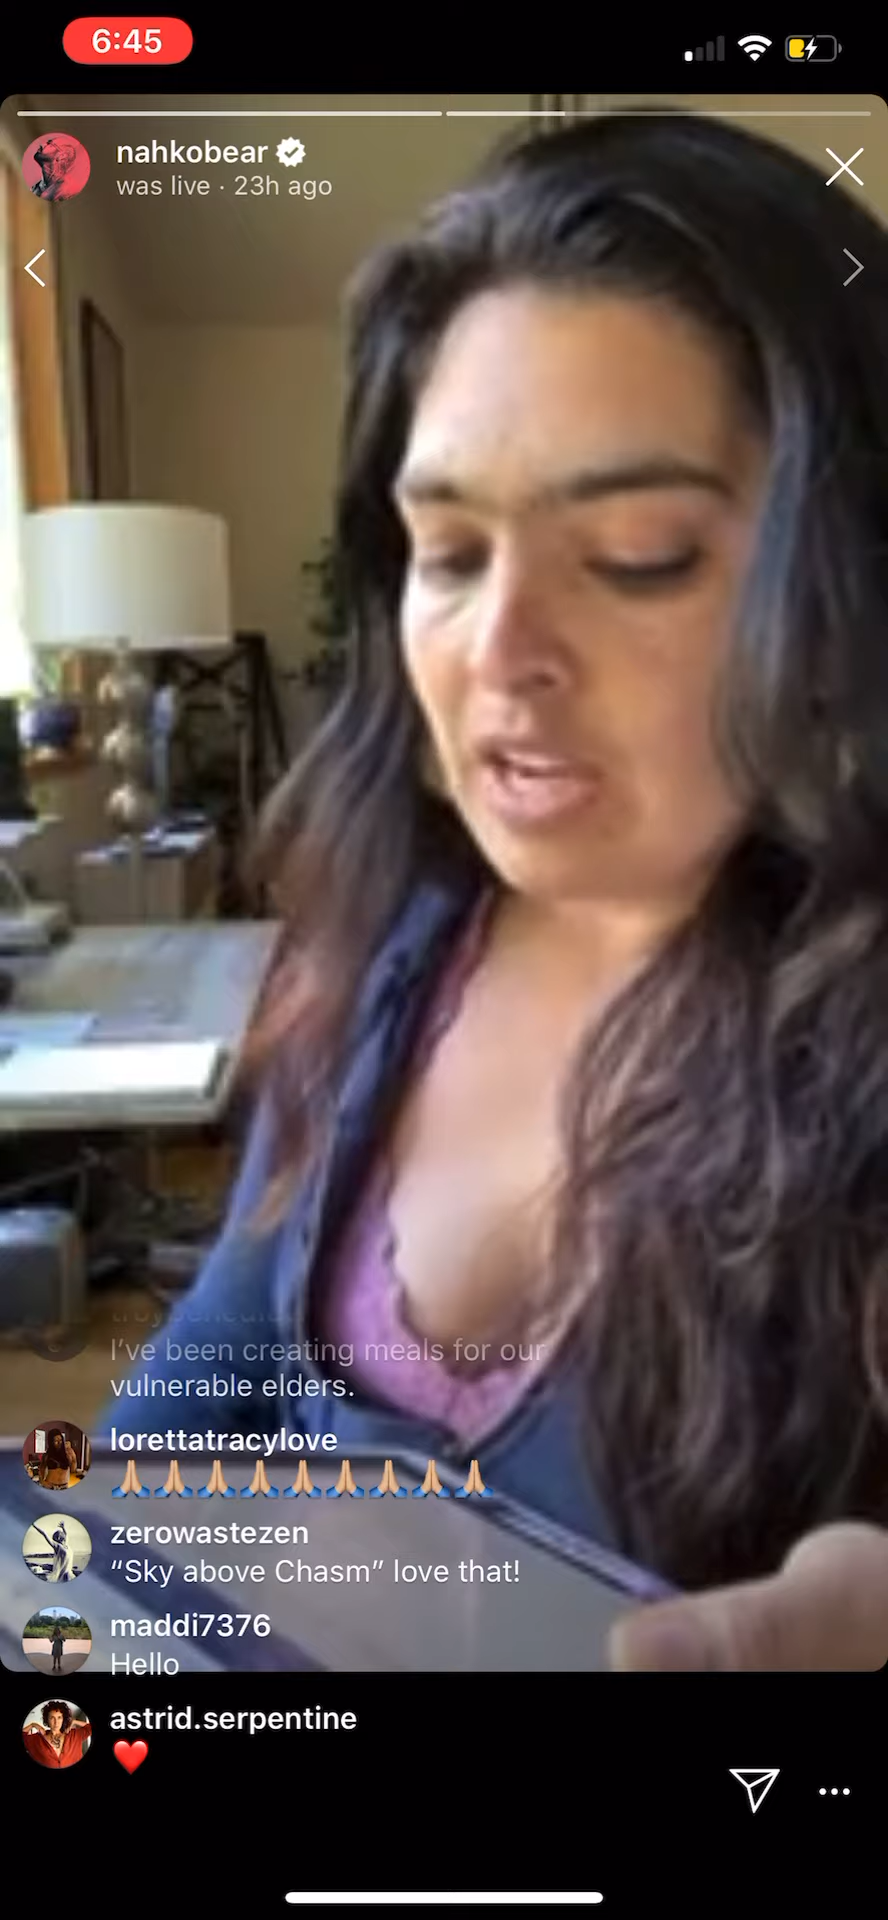 6:45
nahkobear
was live · 23h ago
I've been creating meals for our
vulnerable elders.
lorettatracylove
🙏🏼🙏🏼🙏🏼🙏🏼🙏🏼🙏🏼🙏🏼🙏🏼🙏🏼
zerowastezen
“Sky above Chasm” love that!
maddi7376
Hello
astrid.serpentine
❤️